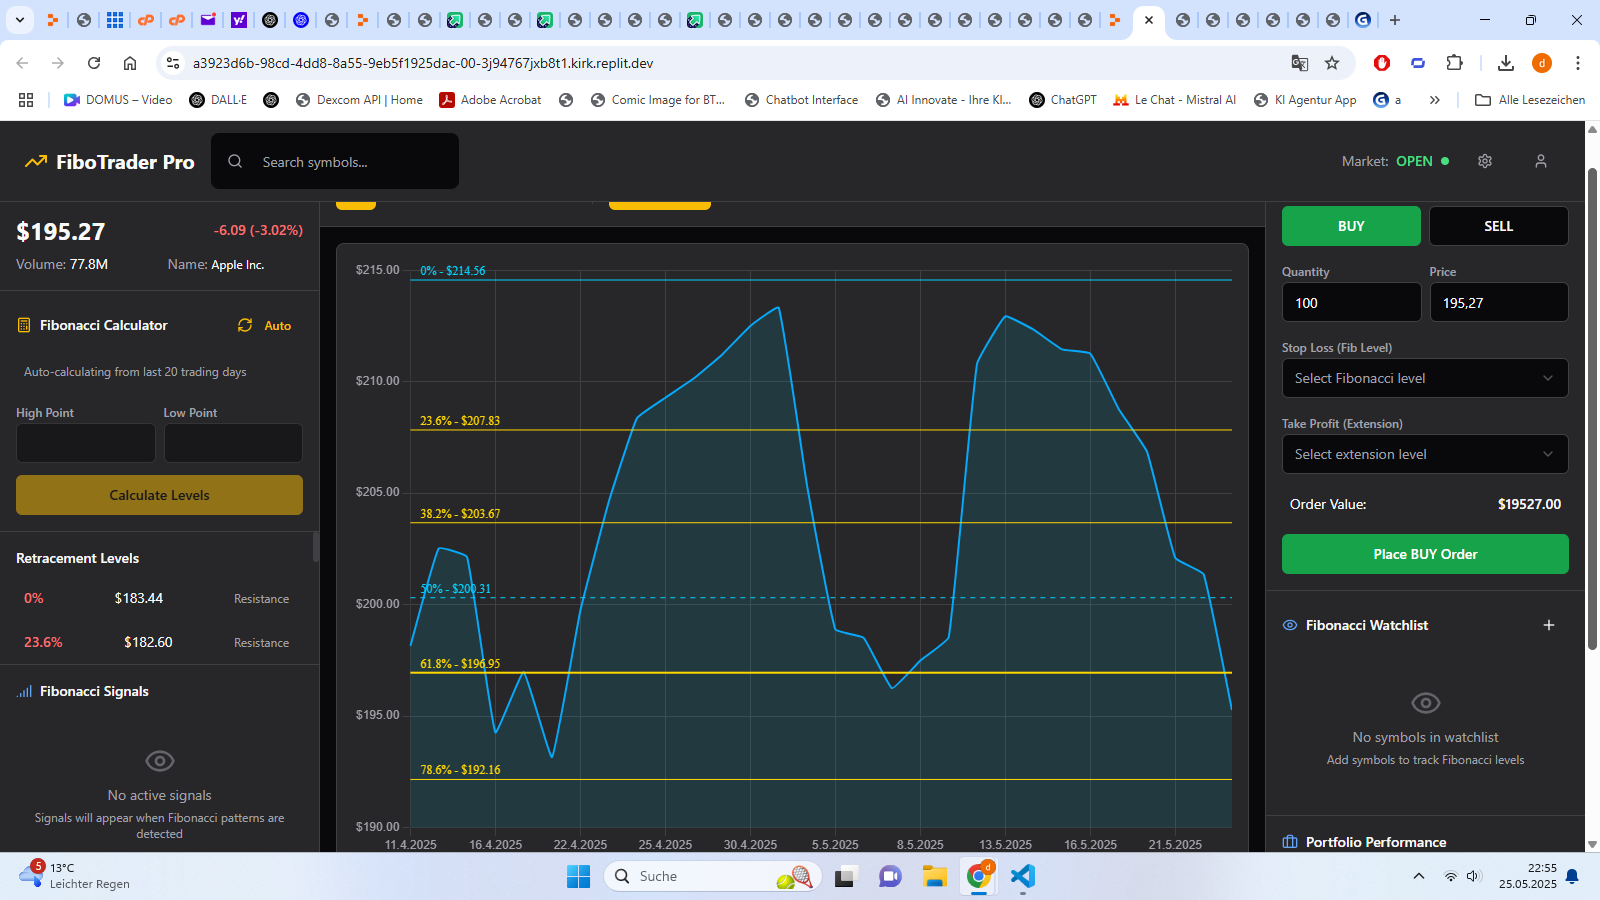 a3923d6b-98cd-4dd8-8a55-9eb5f1925dac-00-3j94767jxb8t1.kirk.replit.dev
DOMUS – Video
DALL·E
Dexcom API | Home
Adobe Acrobat
Comic Image for BT...
Chatbot Interface
AI Innovate - Ihre KI...
ChatGPT
Le Chat - Mistral AI
KI Agentur App
a
Alle Lesezeichen
FiboTrader Pro
Search symbols...
Market: OPEN
$195.27
-6.09 (-3.02%)
Volume: 77.8M
Name: Apple Inc.
Fibonacci Calculator
Auto
Auto-calculating from last 20 trading days
High Point
Low Point
Calculate Levels
Retracement Levels
0% $183.44 Resistance
23.6% $182.60 Resistance
Fibonacci Signals
No active signals
Signals will appear when Fibonacci patterns are
detected
$215.00
$210.00
$205.00
$200.00
$195.00
$190.00
0% - $214.56
23.6% - $207.83
38.2% - $203.67
50% - $200.31
61.8% - $196.95
78.6% - $192.16
11.4.2025
16.4.2025
22.4.2025
25.4.2025
30.4.2025
5.5.2025
8.5.2025
13.5.2025
16.5.2025
21.5.2025
BUY
SELL
Quantity
Price
100
195,27
Stop Loss (Fib Level)
Select Fibonacci level
Take Profit (Extension)
Select extension level
Order Value:
$19527.00
Place BUY Order
Fibonacci Watchlist
No symbols in watchlist
Add symbols to track Fibonacci levels
Portfolio Performance
5
13°C
Leichter Regen
Suche
22:55
25.05.2025